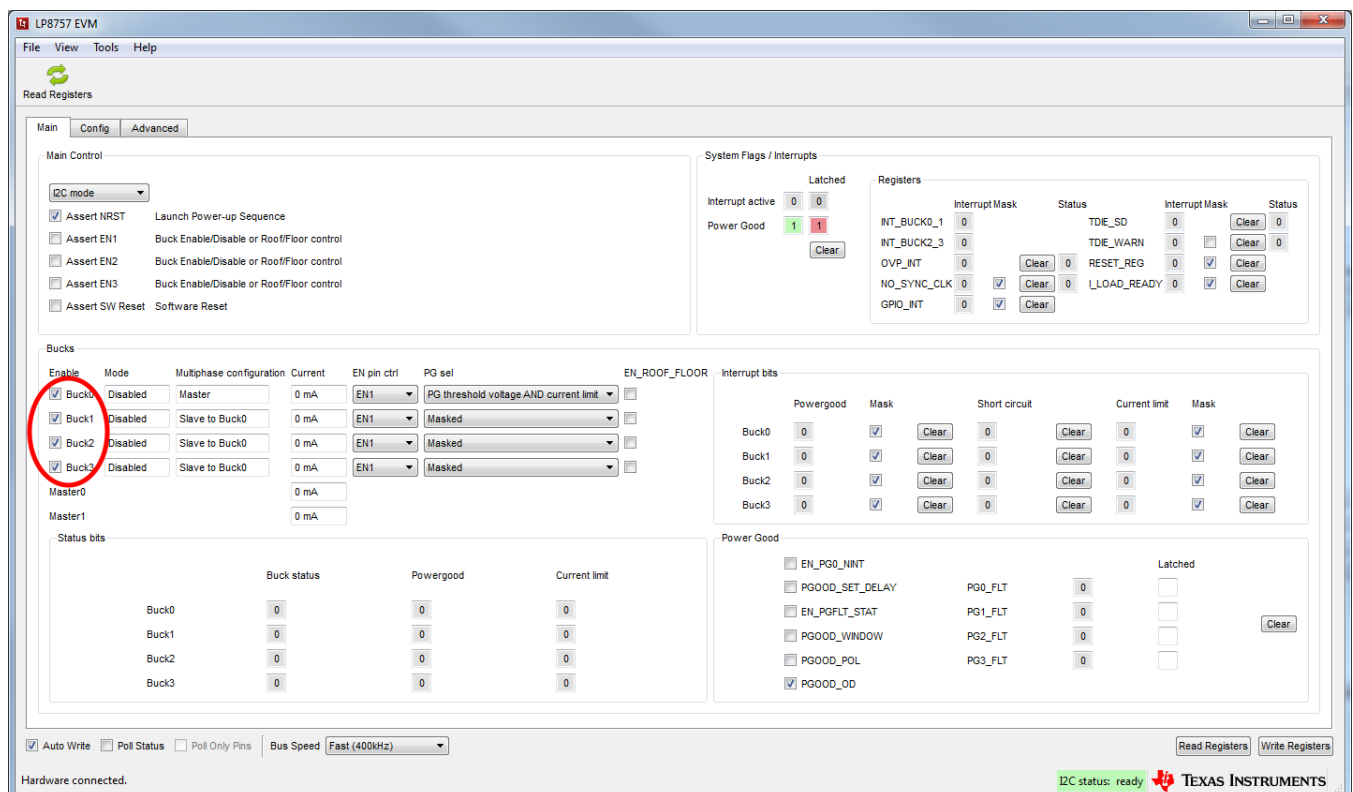 LP8757 EVM
File View Tools Help
Read Registers
Main Config Advanced
Main Control
I2C mode
Assert NRST Launch Power-up Sequence
Assert EN1 Buck Enable/Disable or Roof/Floor control
Assert EN2 Buck Enable/Disable or Roof/Floor control
Assert EN3 Buck Enable/Disable or Roof/Floor control
Assert SW Reset Software Reset
System Flags / Interrupts
Latched
Interrupt active 0 0
Power Good 1 1
Clear
Registers
Interrupt Mask Status Interrupt Mask Status
INT_BUCK0_1 0 TDIE_SD 0 Clear 0
INT_BUCK2_3 0 TDIE_WARN 0 Clear 0
OVP_INT 0 Clear 0 RESET_REG 0 Clear
NO_SYNC_CLK 0 Clear 0 I_LOAD_READY 0 Clear
GPIO_INT 0 Clear
Bucks
Enable Mode Multiphase configuration Current EN pin ctrl PG sel EN_ROOF_FLOOR
Buck0 Disabled Master 0 mA EN1 PG threshold voltage AND current limit
Buck1 Disabled Slave to Buck0 0 mA EN1 Masked
Buck2 Disabled Slave to Buck0 0 mA EN1 Masked
Buck3 Disabled Slave to Buck0 0 mA EN1 Masked
Master0 0 mA
Master1 0 mA
Interrupt bits
Powergood Mask Short circuit Current limit Mask
Buck0 0 Clear 0 Clear 0 Clear
Buck1 0 Clear 0 Clear 0 Clear
Buck2 0 Clear 0 Clear 0 Clear
Buck3 0 Clear 0 Clear 0 Clear
Status bits
Buck status Powergood Current limit
Buck0 0 0 0
Buck1 0 0 0
Buck2 0 0 0
Buck3 0 0 0
Power Good
EN_PG0_NINT Latched
PGOOD_SET_DELAY PG0_FLT 0
EN_PGFLT_STAT PG1_FLT 0
Clear
PGOOD_WINDOW PG2_FLT 0
PGOOD_POL PG3_FLT 0
PGOOD_OD
Auto Write Poll Status Poll Only Pins Bus Speed Fast (400kHz) Read Registers Write Registers
Hardware connected. I2C status: ready TEXAS INSTRUMENTS